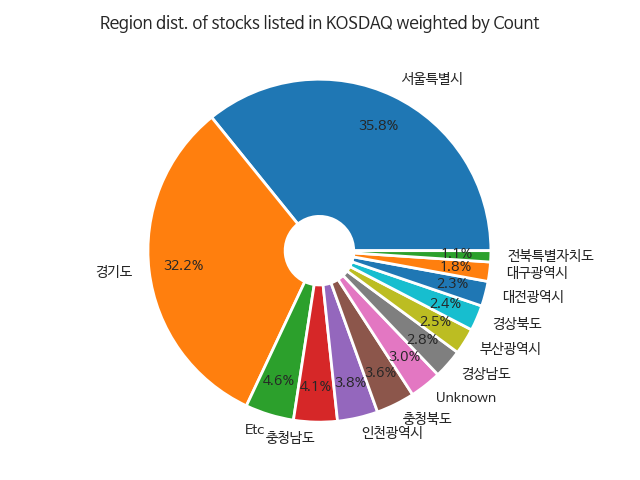 Region dist. of stocks listed in KOSDAQ weighted by Count
서울특별시
35.8%
경기도
32.2%
Etc
4.6%
충청남도
4.1%
인천광역시
3.8%
충청북도
3.6%
Unknown
3.0%
경상남도
2.8%
부산광역시
2.5%
경상북도
2.4%
대전광역시
2.3%
대구광역시
1.8%
전북특별자치도
1.1%